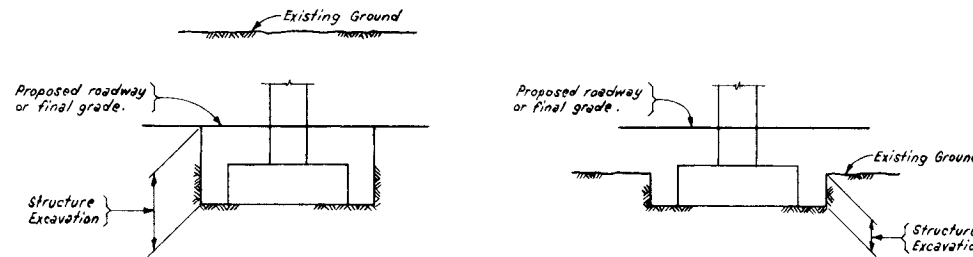 Existing Ground
Proposed roadway
or final grade.
Structure
Excavation
Proposed roadway
or final grade.
Existing Ground
Structure
Excavation